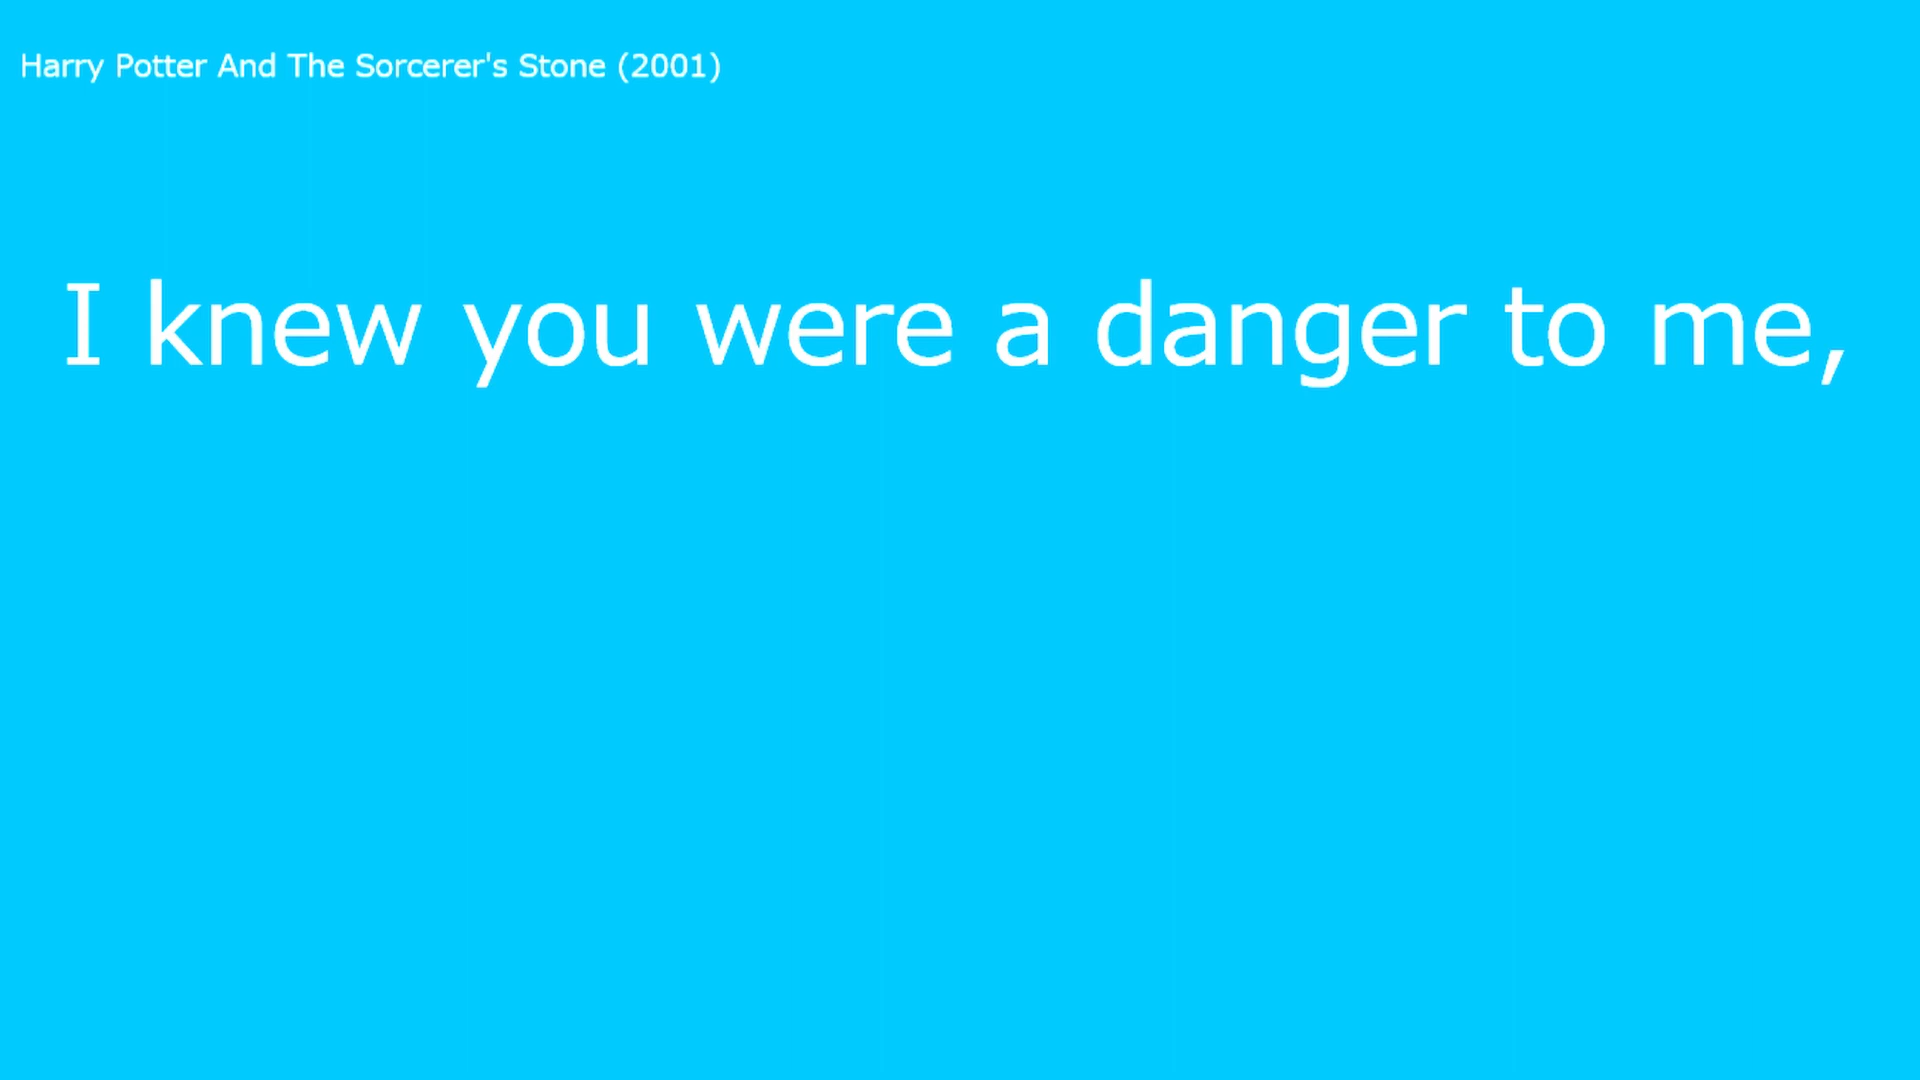 Harry Potter And The Sorcerer's Stone (2001)
I knew you were a danger to me,